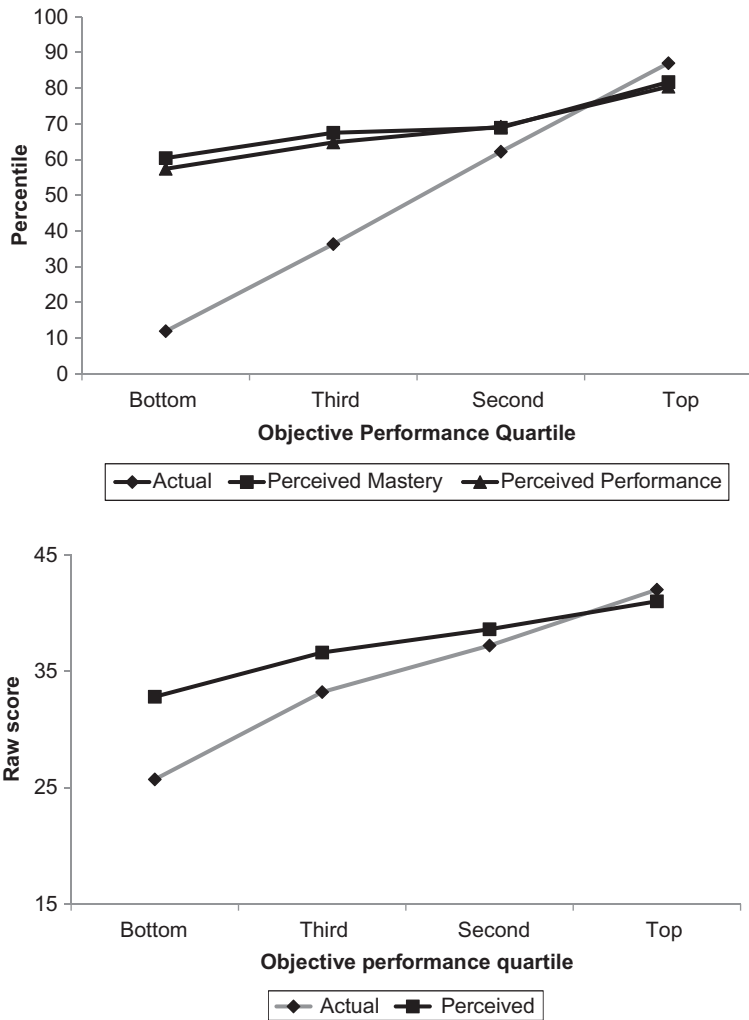 100
90
80
70
60
50
40
30
20
10
0
Percentile
Bottom Third Second Top
Objective Performance Quartile
Actual Perceived Mastery Perceived Performance
45
35
25
15
Raw score
Bottom Third Second Top
Objective performance quartile
Actual Perceived